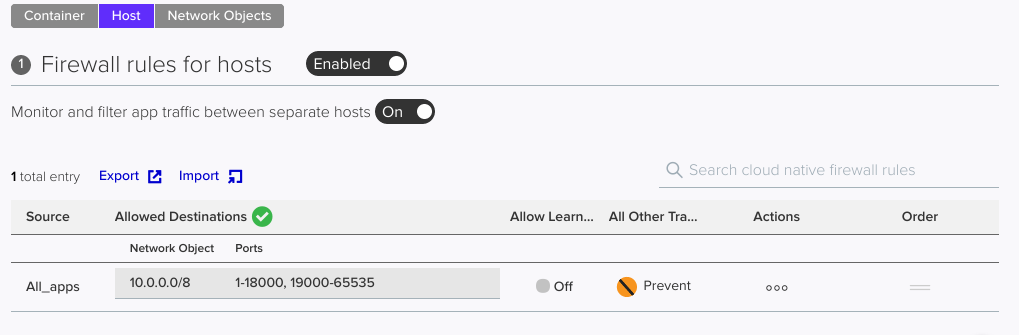 Container Host Network Objects
1 Firewall rules for hosts Enabled
Monitor and filter app traffic between separate hosts On
1 total entry Export Import Search cloud native firewall rules
Source Allowed Destinations Allow Learn... All Other Tra... Actions Order
Network Object Ports
All_apps 10.0.0.0/8 1-18000, 19000-65535 Off Prevent